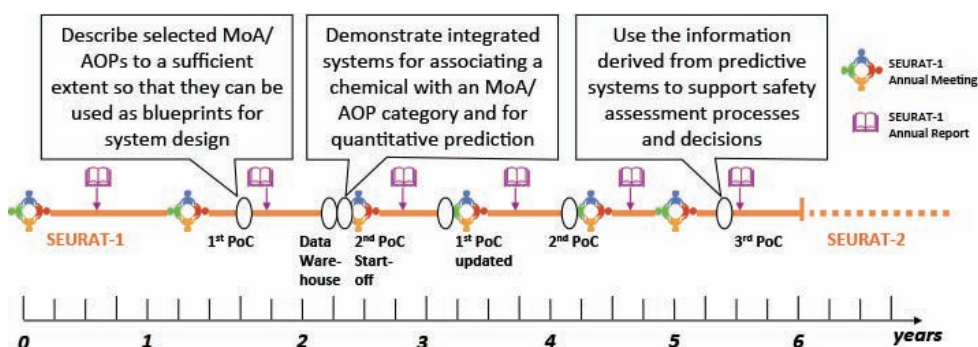 Describe selected MoA/
AOPs to a sufficient
extent so that they can be
used as blueprints for
system design
Demonstrate integrated
systems for associating a
chemical with an MoA/
AOP category and for
quantitative prediction
Use the information
derived from predictive
systems to support safety
assessment processes
and decisions
SEURAT-1
Annual Meeting
SEURAT-1
Annual Report
SEURAT-1
1st PoC
Data
Ware-
house
2nd PoC
Start-
off
1st PoC
updated
2nd PoC
3rd PoC
SEURAT-2
0 1 2 3 4 5 6 years